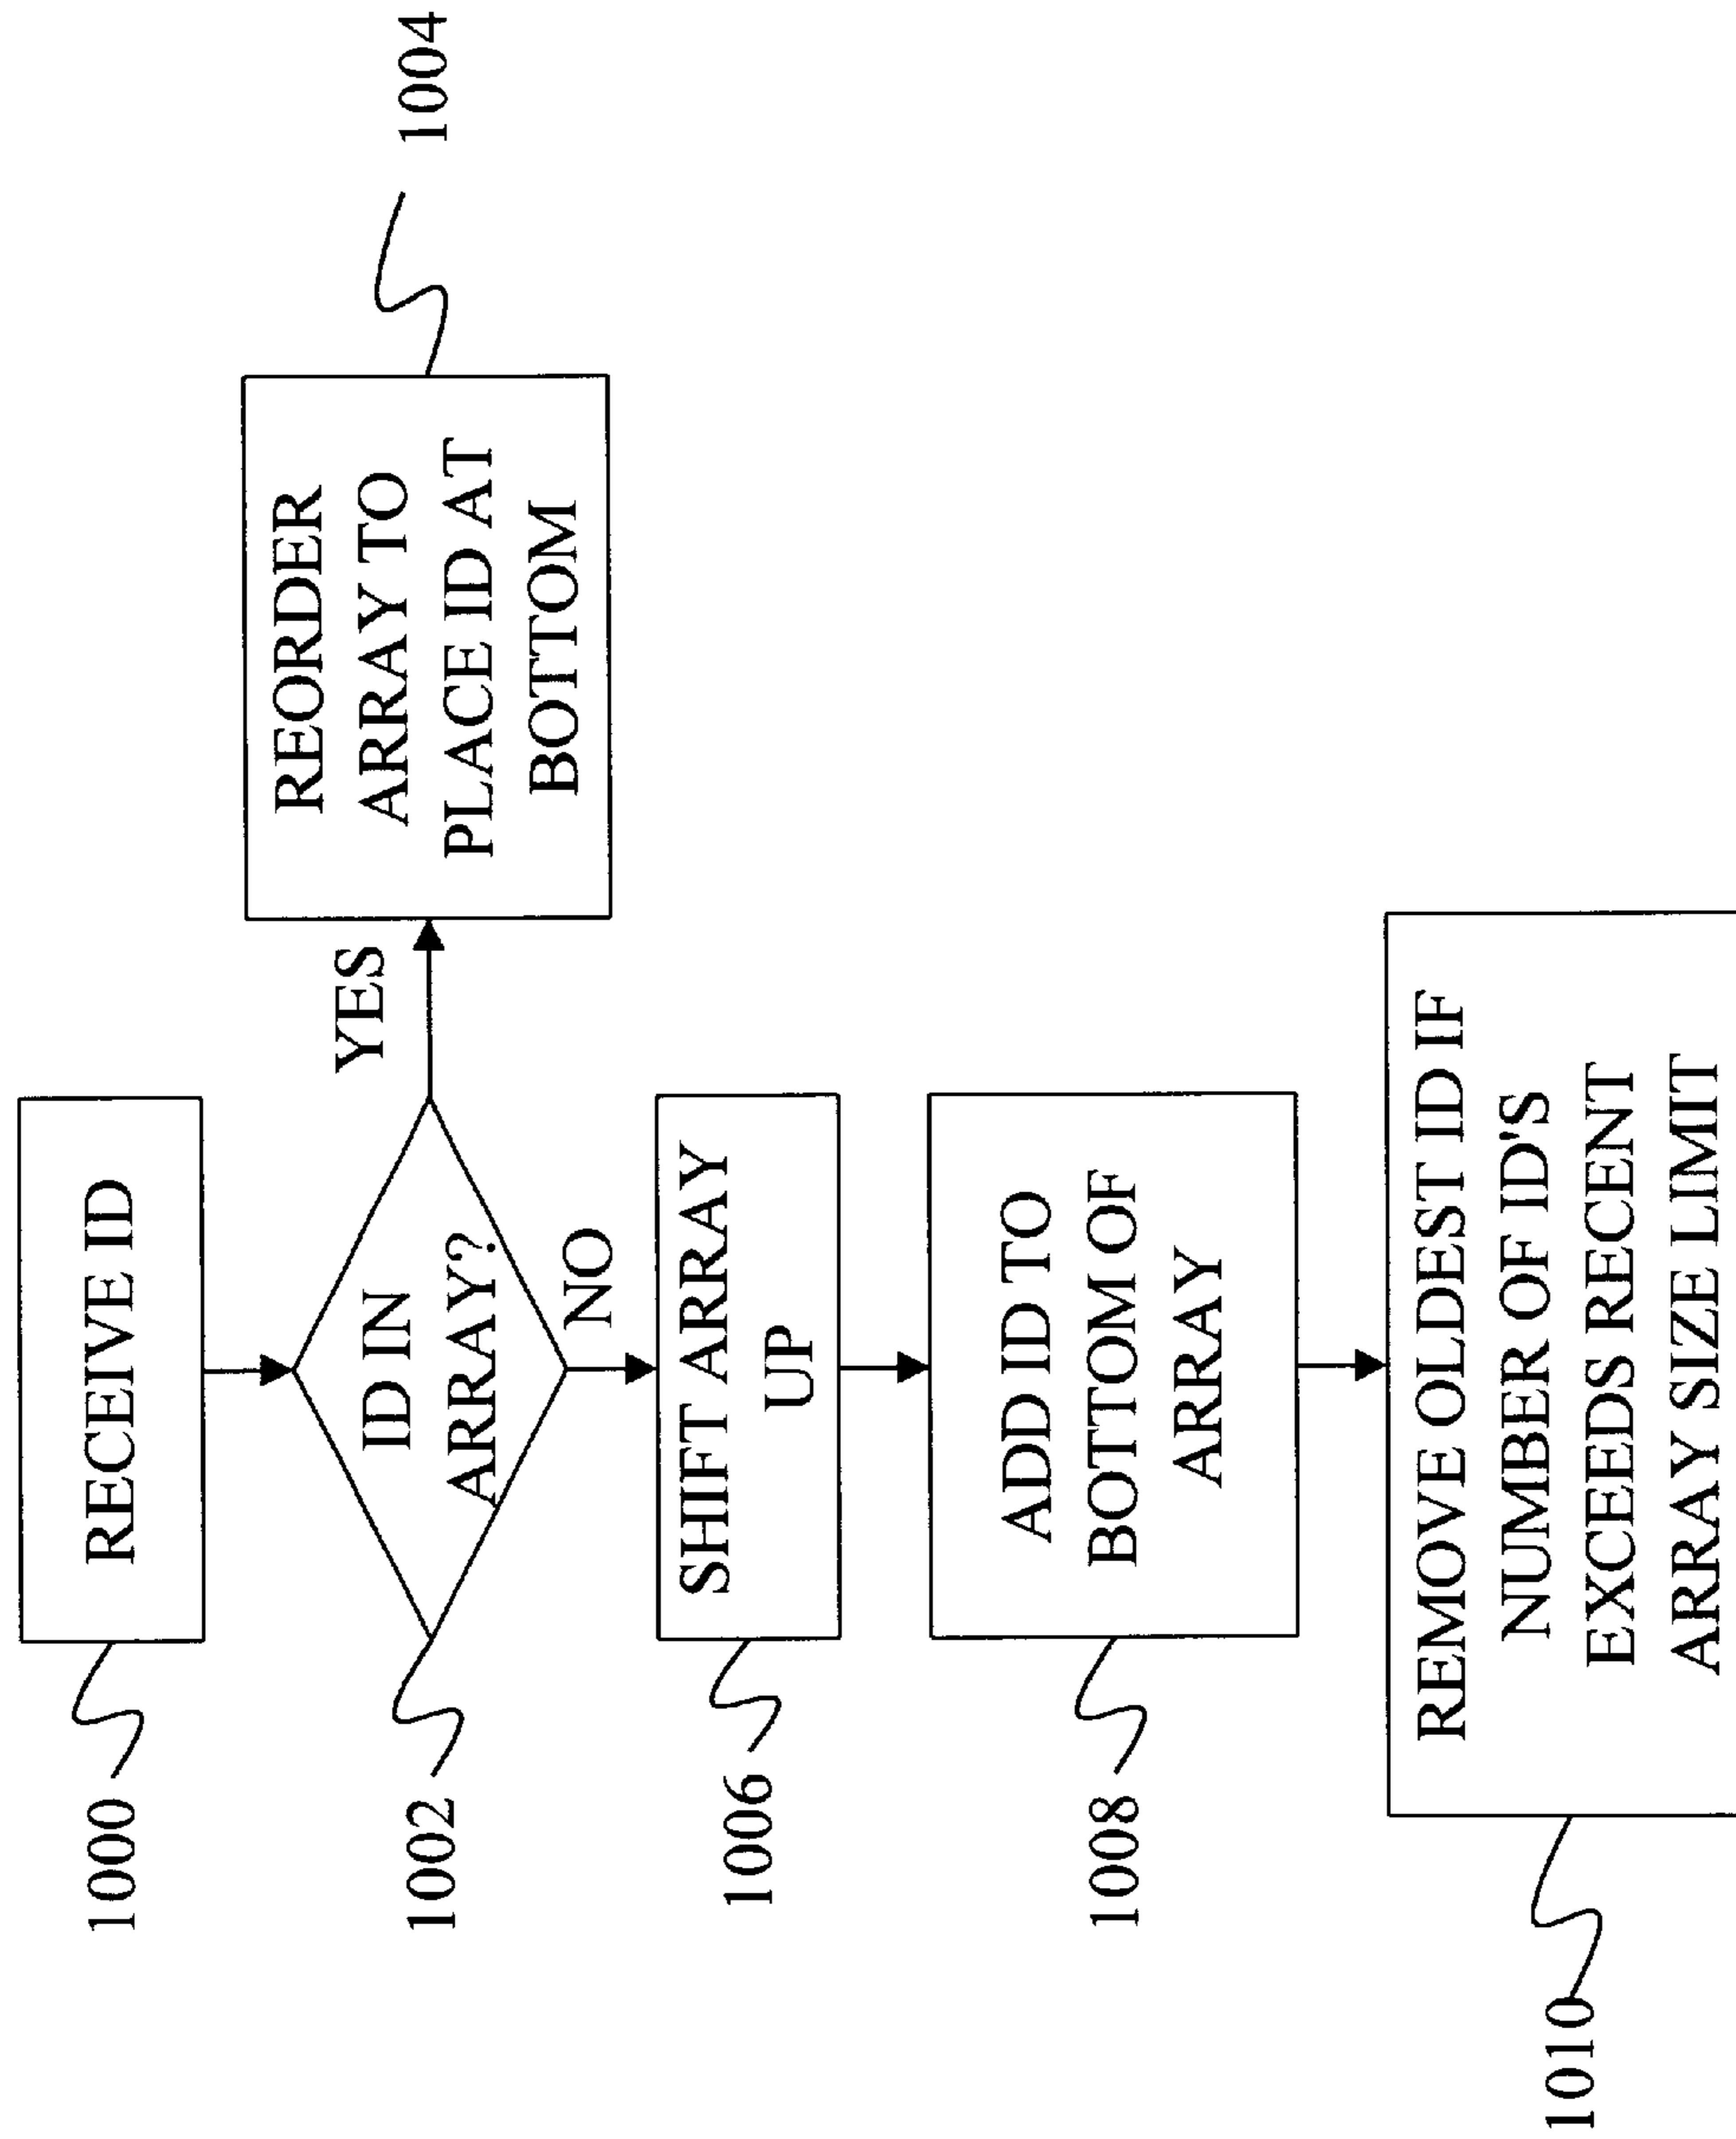 1000
RECEIVE ID
1002
ID IN
ARRAY?
YES
REORDER
ARRAY TO
PLACE ID AT
BOTTOM
1004
NO
1006
SHIFT ARRAY
UP
1008
ADD ID TO
BOTTOM OF
ARRAY
1010
REMOVE OLDEST ID IF
NUMBER OF ID'S
EXCEEDS RECENT
ARRAY SIZE LIMIT